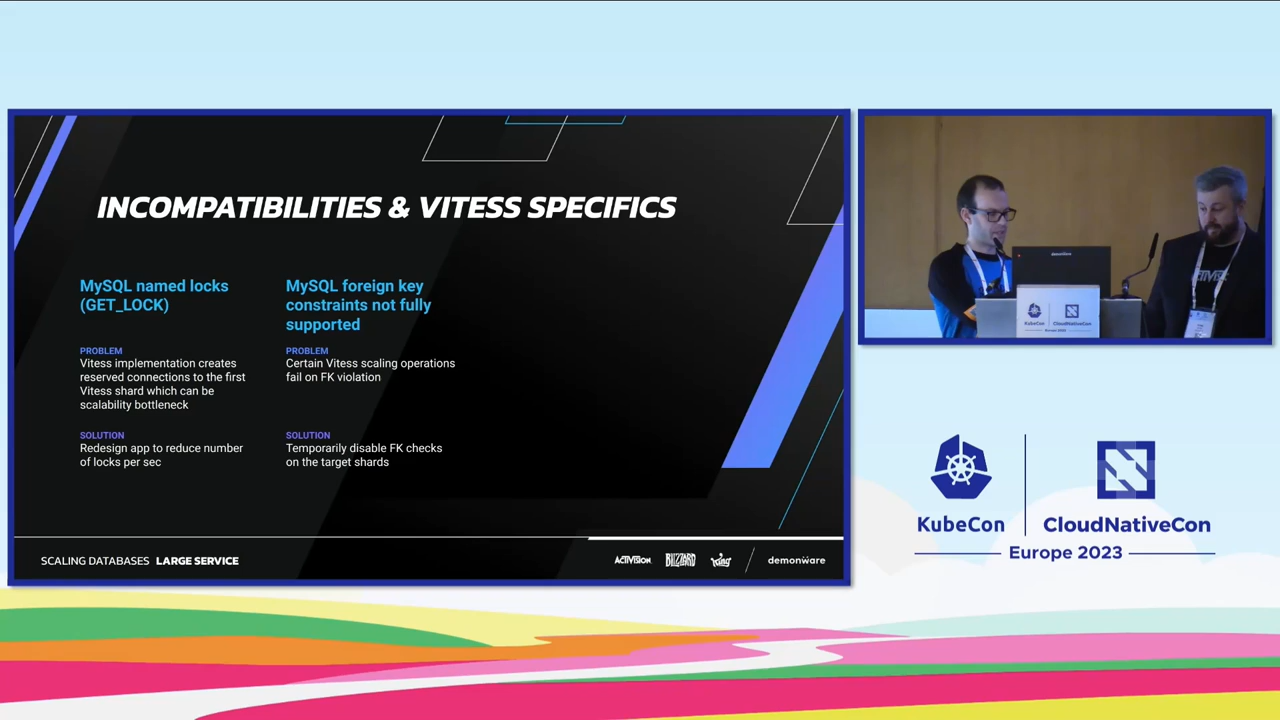 INCOMPATIBILITIES & VITESS SPECIFICS
MySQL named locks
(GET_LOCK)
PROBLEM
Vitess implementation creates
reserved connections to the first
Vitess shard which can be
scalability bottleneck
SOLUTION
Redesign app to reduce number
of locks per sec
MySQL foreign key
constraints not fully
supported
PROBLEM
Certain Vitess scaling operations
fail on FK violation
SOLUTION
Temporarily disable FK checks
on the target shards
SCALING DATABASES LARGE SERVICE
ACTIVISION BLIZZARD King demonware
demonware
KubeCon CloudNativeCon
KubeCon CloudNativeCon
Europe 2023